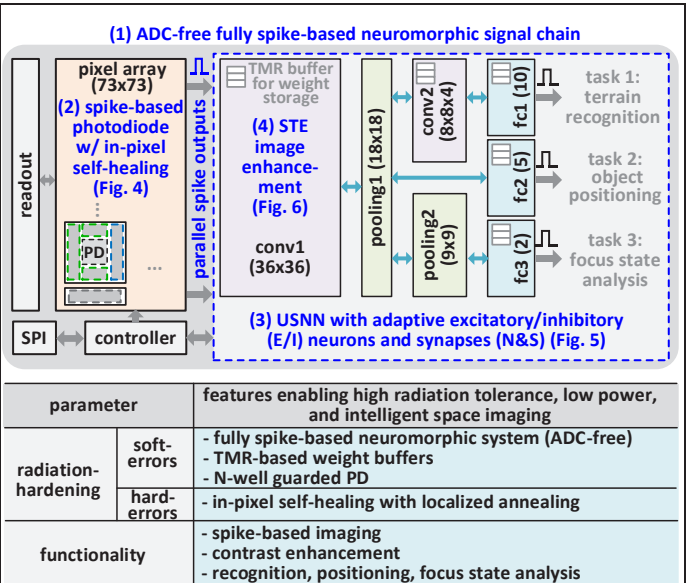 (1) ADC-free fully spike-based neuromorphic signal chain
readout
pixel array
(73x73)
(2) spike-based
photodiode
w/ in-pixel
self-healing
(Fig. 4)
...
PD
...
SPI
controller
parallel spike outputs
TMR buffer
for weight
storage
(4) STE
image
enhance-
ment
(Fig. 6)
conv1
(36x36)
pooling1 (18x18)
conv2
(8x8x4)
pooling2
(9x9)
fc1 (10)
fc2 (5)
fc3 (2)
task 1:
terrain
recognition
task 2:
object
positioning
task 3:
focus state
analysis
(3) USNN with adaptive excitatory/inhibitory
(E/I) neurons and synapses (N&S) (Fig. 5)
parameter
features enabling high radiation tolerance, low power,
and intelligent space imaging
radiation-
hardening
soft-
errors
- fully spike-based neuromorphic system (ADC-free)
- TMR-based weight buffers
- N-well guarded PD
hard-
errors
- in-pixel self-healing with localized annealing
functionality
- spike-based imaging
- contrast enhancement
- recognition, positioning, focus state analysis